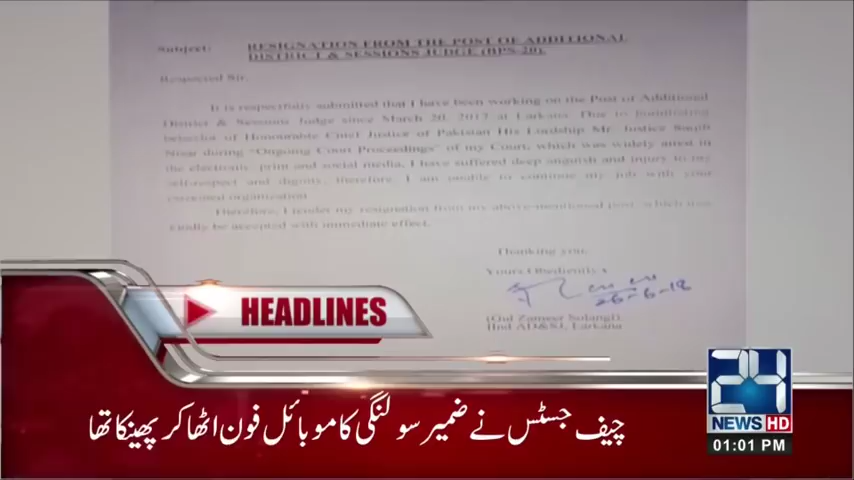 Subject: RESIGNATION FROM THE POST OF ADDITIONAL
DISTRICT & SESSIONS JUDGE (BPS-20).
Respected Sir,
It is respectfully submitted that I have been working on the Post of Additional
District & Sessions Judge since March 20, 2017 at Larkana. Due to humiliating
behavior of Honourable Chief Justice of Pakistan His Lordship Mr. Justice Saqib
Nisar during "Ongoing Court Proceedings" of my Court, which was widely in
the electronic, print and social media, I have suffered deep anguish and injury to my
self-respect and dignity, therefore, I am unable to continue my job with your
esteemed organization.
Therefore, I tender my resignation from my above-mentioned post, which may
kindly be accepted with immediate effect.
Thanking you,
Yours Obediently,
26-6-18
(Gul Zameer Solangi),
IInd AD&SJ, Larkana
HEADLINES
24
NEWS HD
چیف جسٹس نے ضمیر سولنگی کا موبائل فون اٹھا کر پھینکا تھا
01:01 PM